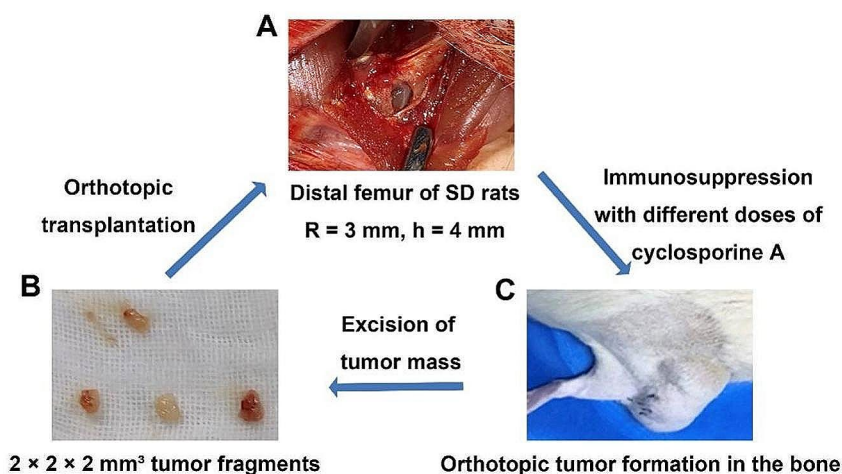 A
Distal femur of SD rats
R = 3 mm, h = 4 mm
Orthotopic
transplantation
Immunosuppression
with different doses of
cyclosporine A
B
2 × 2 × 2 mm³ tumor fragments
Excision of
tumor mass
C
Orthotopic tumor formation in the bone